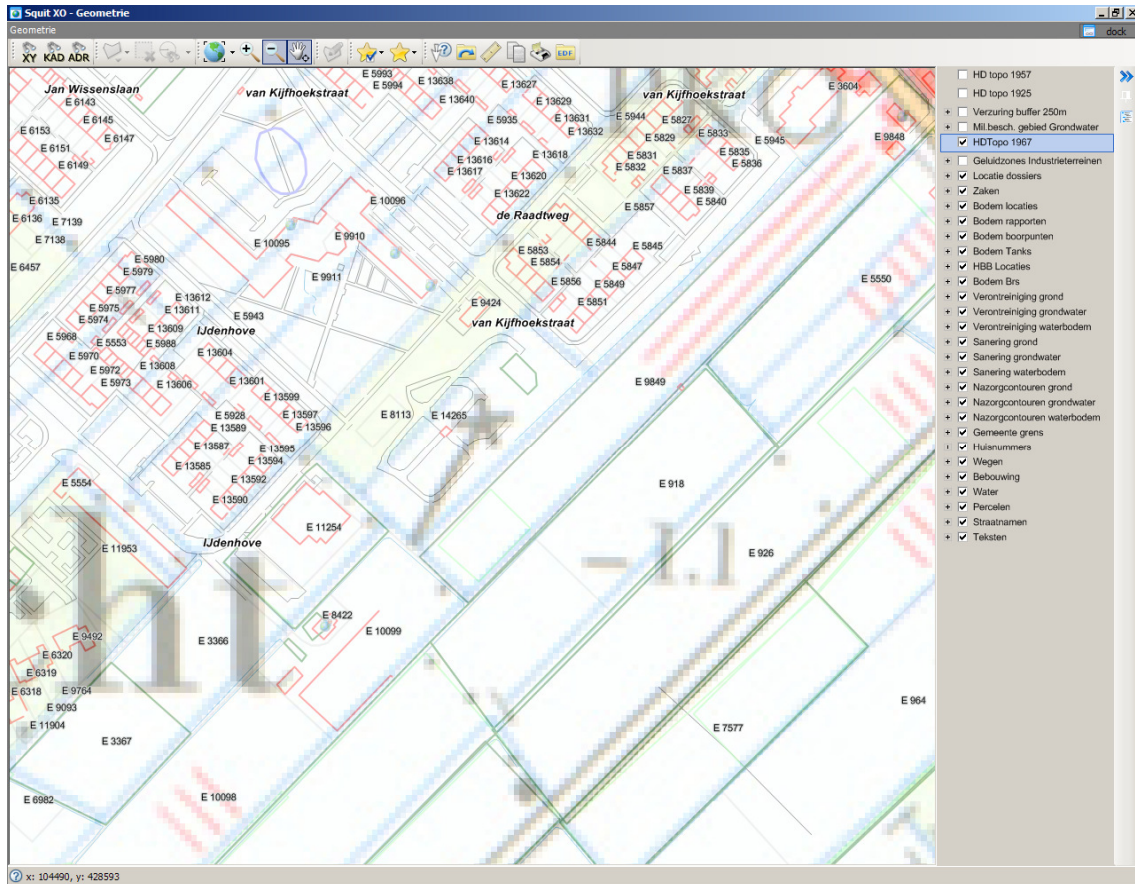 Squit XO - Geometrie
Geometrie
dock
XY KAD ADR
EDF
E 5993
E 5994
E 13638
E 13627
E 3604
Jan Wissenslaan
van Kijfhoekstraat
van Kijfhoekstraat
E 6143
E 13640
E 13629
E 6145
E 5935
E 13631
E 5944
E 5827
E 6153
E 6147
E 13632
E 5829
E 5833
E 5945
E 9848
E 6151
E 13614
E 5831
E 5835
E 6149
E 13616
E 13618
E 5832
E 5836
E 13617
E 13620
E 5837
E 6135
E 10096
E 13622
E 5839
E 5840
E 6136
E 7139
de Raadtweg
E 5857
E 7138
E 10095
E 9910
E 5853
E 5844
E 5845
E 5980
E 5854
E 6457
E 5979
E 9911
E 5847
E 5550
E 5977
E 13612
E 5856
E 5849
E 5975
E 13611
E 9424
E 5851
E 5974
E 5943
E 13609
IJdenhove
van Kijfhoekstraat
E 5968
E 5553
E 5988
E 5970
E 13604
E 5972
E 13608
E 5973
E 13606
E 13601
E 9849
E 13599
E 5928
E 13597
E 8113
E 14265
E 13589
E 13596
E 13587
E 13595
E 13585
E 13594
E 5554
E 13592
E 918
E 13590
E 11254
IJdenhove
E 11953
-1.1
E 926
ht
E 8422
E 9492
E 3366
E 10099
E 6320
E 6319
E 6318
E 9764
E 964
E 9093
E 11904
E 7577
E 3367
E 6982
E 10098
HD topo 1957
HD topo 1925
Verzuring buffer 250m
Mil.besch. gebied Grondwater
HDTopo 1967
Geluidzones Industrieterreinen
Locatie dossiers
Zaken
Bodem locaties
Bodem rapporten
Bodem boorpunten
Bodem Tanks
HBB Locaties
Bodem Brs
Verontreiniging grond
Verontreiniging grondwater
Verontreiniging waterbodem
Sanering grond
Sanering grondwater
Sanering waterbodem
Nazorgcontouren grond
Nazorgcontouren grondwater
Nazorgcontouren waterbodem
Gemeente grens
Huisnummers
Wegen
Bebouwing
Water
Percelen
Straatnamen
Teksten
x: 104490, y: 428593